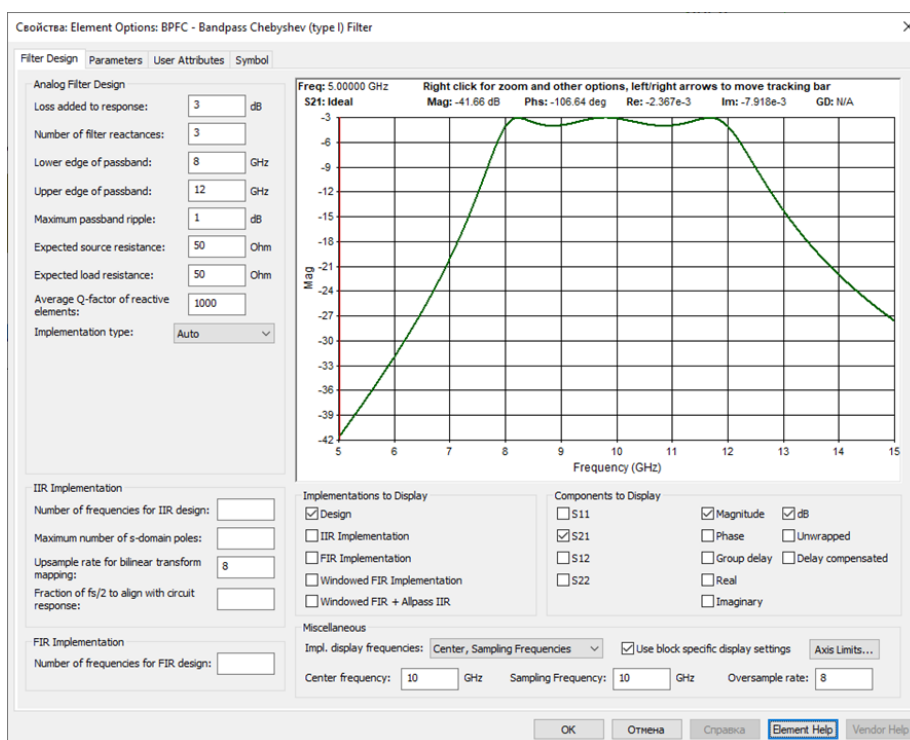 Свойства: Element Options: BPFC - Bandpass Chebyshev (type I) Filter
Filter Design Parameters User Attributes Symbol
Analog Filter Design
Loss added to response: 3 dB
Number of filter reactances: 3
Lower edge of passband: 8 GHz
Upper edge of passband: 12 GHz
Maximum passband ripple: 1 dB
Expected source resistance: 50 Ohm
Expected load resistance: 50 Ohm
Average Q-factor of reactive
elements: 1000
Implementation type: Auto
Freq: 5.00000 GHz Right click for zoom and other options, left/right arrows to move tracking bar
S21: Ideal Mag: -41.66 dB Phs: -106.64 deg Re: -2.367e-3 Im: -7.918e-3 GD: N/A
-3
-6
-9
-12
-15
-18
-21
-24
-27
-30
-33
-36
-39
-42
Mag
5 6 7 8 9 10 11 12 13 14 15
Frequency (GHz)
IIR Implementation
Number of frequencies for IIR design:
Maximum number of s-domain poles:
Upsample rate for bilinear transform
mapping: 8
Fraction of fs/2 to align with circuit
response:
FIR Implementation
Number of frequencies for FIR design:
Implementations to Display
Design
IIR Implementation
FIR Implementation
Windowed FIR Implementation
Windowed FIR + Allpass IIR
Components to Display
S11 Magnitude dB
S21 Phase Unwrapped
S12 Group delay Delay compensated
S22 Real
Imaginary
Miscellaneous
Impl. display frequencies: Center, Sampling Frequencies Use block specific display settings Axis Limits...
Center frequency: 10 GHz Sampling Frequency: 10 GHz Oversample rate: 8
OK Отмена Справка Element Help Vendor Help